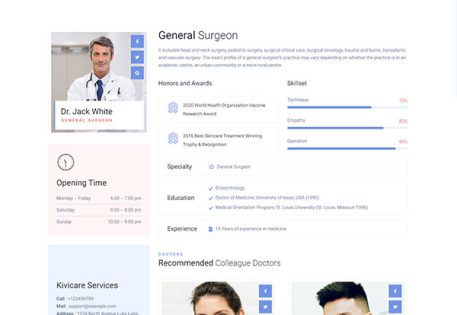 General Surgeon
It includes head and neck surgery, pediatric surgery, surgical critical care, surgical oncology, trauma and burns, transplants
and vascular surgery. The exact profile of a general surgeon's practice may vary depending on whether the practice is in an
academic centre, an urban community or a more rural centre.
Dr. Jack White
GENERAL SURGEON
Honors and Awards
2020 World Health Organization Vaccine
Research Award
2016 Best Skincare Treatment Winning
Trophy & Recognition
Skillset
Technique
70%
Empathy
80%
Operation
90%
Specialty
General Surgeon
Education
Endocrinology
Doctor of Medicine, University of Texas, USA (1990)
Medical Orientation Program, St. Louis University (St. Louis, Missouri 1996)
Experience
19 Years of experience in medicine
Opening Time
Monday – Friday 6.00 – 7.00 pm
Saturday 9.00 – 8.00 pm
Sunday 10.00 – 9.00 pm
DOCTORS
Recommended Colleague Doctors
Kivicare Services
Call : +123456789
Mail : support@example.com
Address : 1234 North Avenue Luke Lane,